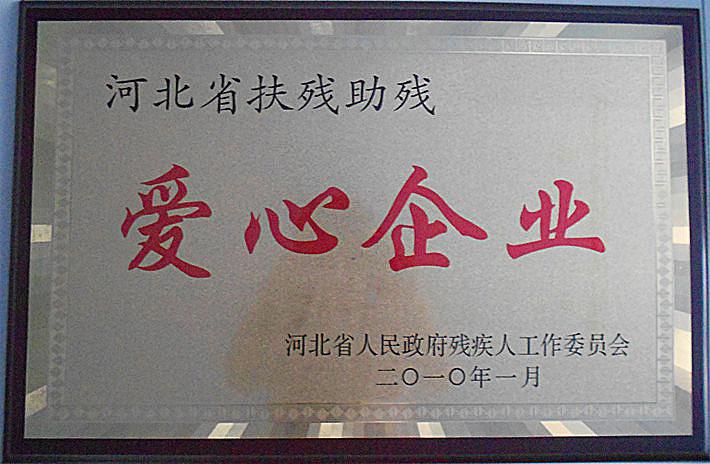 河北省扶残助残
爱心企业
河北省人民政府残疾人工作委员会
二〇一〇年一月